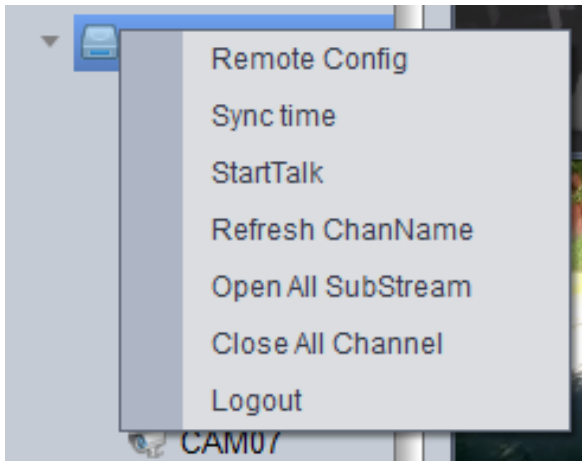 Remote Config
Sync time
StartTalk
Refresh ChanName
Open All SubStream
Close All Channel
Logout
CAM07